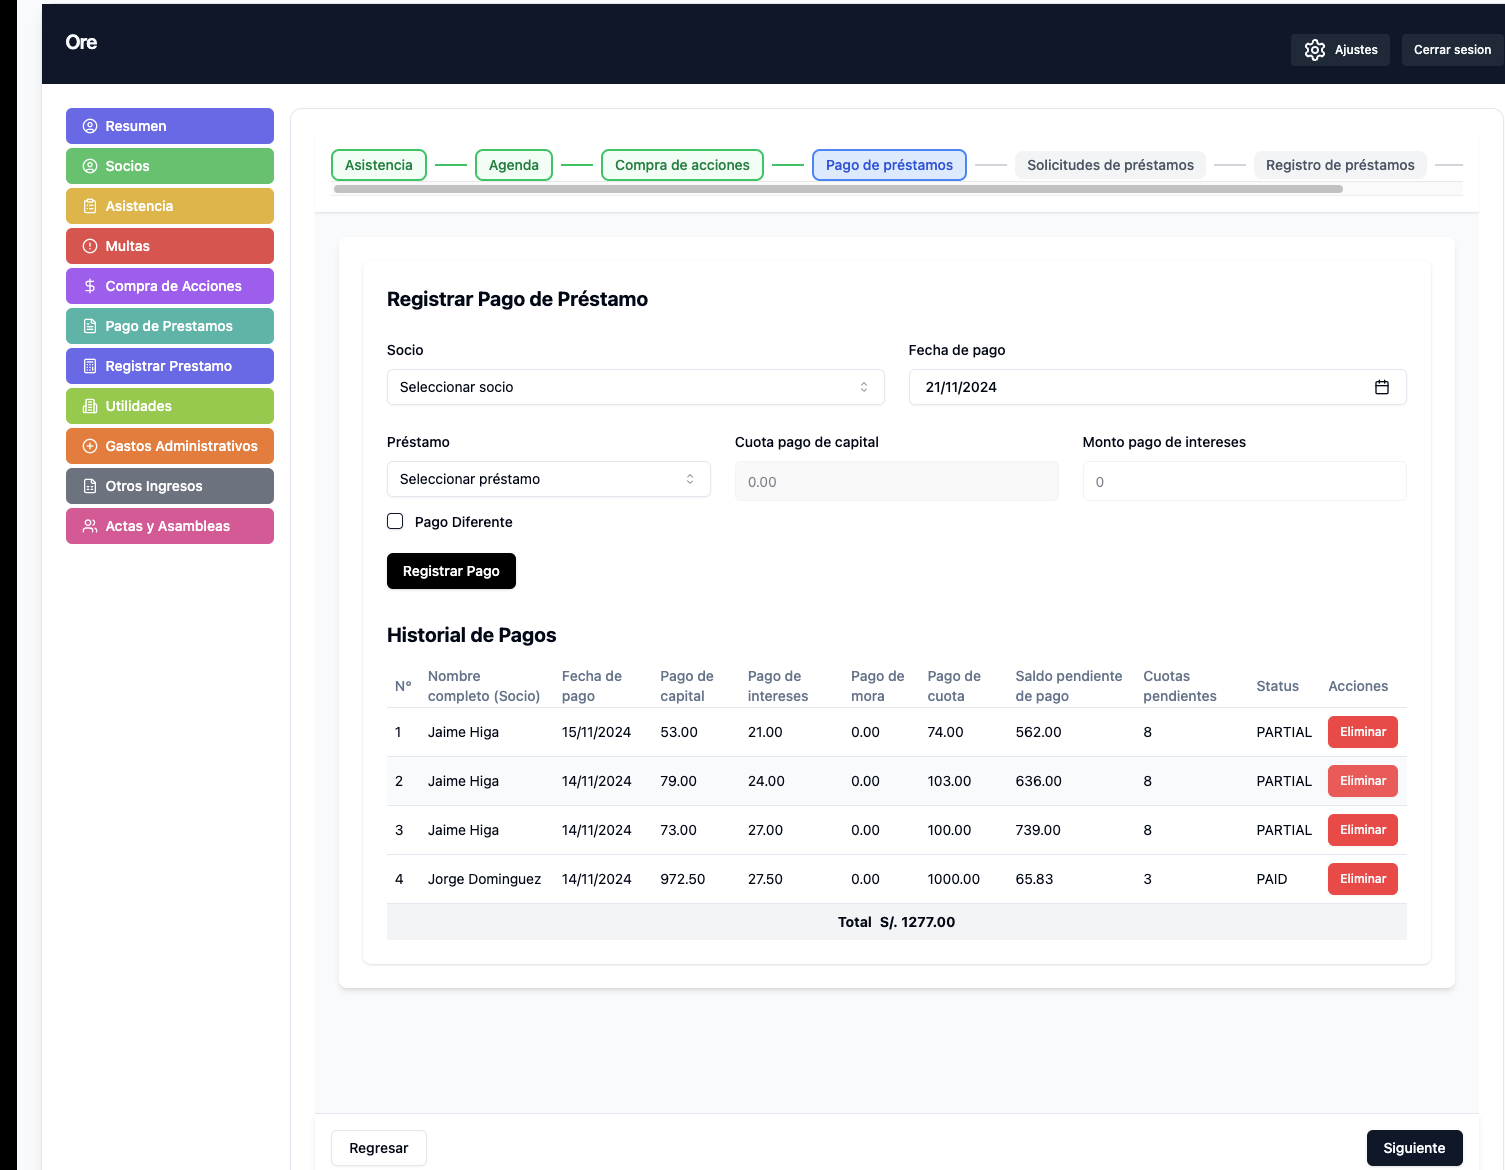 Ore
Ajustes
Cerrar sesion
Resumen
Socios
Asistencia
Multas
Compra de Acciones
Pago de Prestamos
Registrar Prestamo
Utilidades
Gastos Administrativos
Otros Ingresos
Actas y Asambleas
Asistencia Agenda Compra de acciones Pago de préstamos Solicitudes de préstamos Registro de préstamos
Registrar Pago de Préstamo
Socio Fecha de pago
Seleccionar socio 21/11/2024
Préstamo Cuota pago de capital Monto pago de intereses
Seleccionar préstamo 0.00 0
Pago Diferente
Registrar Pago
Historial de Pagos
N° Nombre completo (Socio) Fecha de pago Pago de capital Pago de intereses Pago de mora Pago de cuota Saldo pendiente de pago Cuotas pendientes Status Acciones
1 Jaime Higa 15/11/2024 53.00 21.00 0.00 74.00 562.00 8 PARTIAL Eliminar
2 Jaime Higa 14/11/2024 79.00 24.00 0.00 103.00 636.00 8 PARTIAL Eliminar
3 Jaime Higa 14/11/2024 73.00 27.00 0.00 100.00 739.00 8 PARTIAL Eliminar
4 Jorge Dominguez 14/11/2024 972.50 27.50 0.00 1000.00 65.83 3 PAID Eliminar
Total S/. 1277.00
Regresar
Siguiente